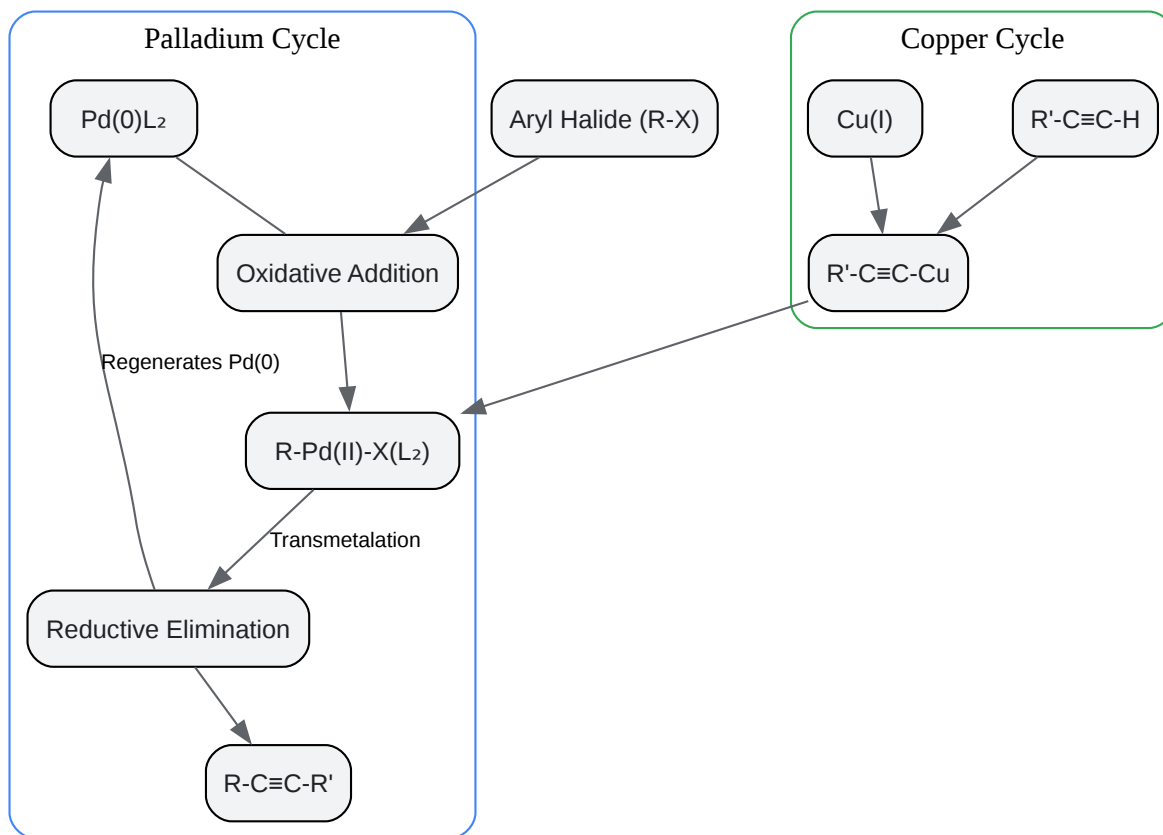 Palladium Cycle
Copper Cycle
Pd(0)L₂
Aryl Halide (R-X)
Cu(I)
R'-C≡C-H
Oxidative Addition
R'-C≡C-Cu
Regenerates Pd(0)
R-Pd(II)-X(L₂)
Transmetalation
Reductive Elimination
R-C≡C-R'